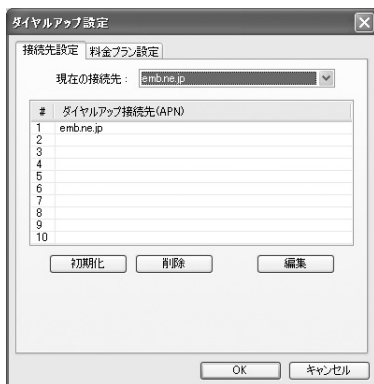 ダイヤルアップ設定
接続先設定 料金プラン設定
現在の接続先： emb.ne.jp
# ダイヤルアップ接続先(APN)
1 emb.ne.jp
2
3
4
5
6
7
8
9
10
初期化 削除 編集
OK キャンセル